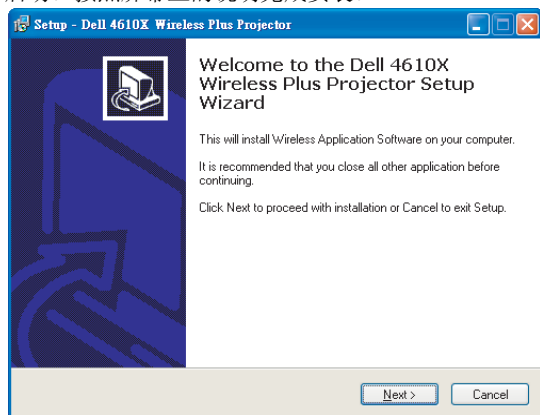 Setup - Dell 4610X Wireless Plus Projector
Welcome to the Dell 4610X
Wireless Plus Projector Setup
Wizard
This will install Wireless Application Software on your computer.
It is recommended that you close all other application before
continuing.
Click Next to proceed with installation or Cancel to exit Setup.
Next >
Cancel